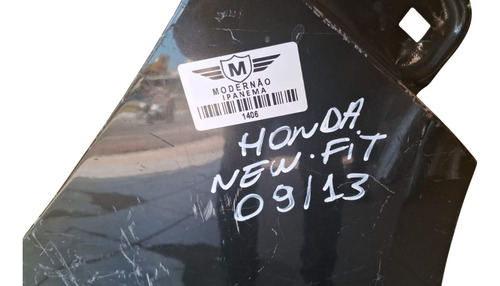 M
MODERNÃO
IPANEMA
1406
HONDA.
NEW.FIT
09/13